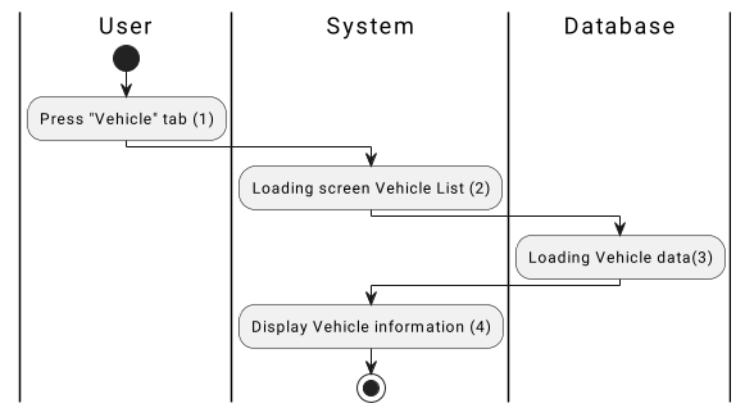 User
System
Database
Press "Vehicle" tab (1)
Loading screen Vehicle List (2)
Loading Vehicle data(3)
Display Vehicle information (4)